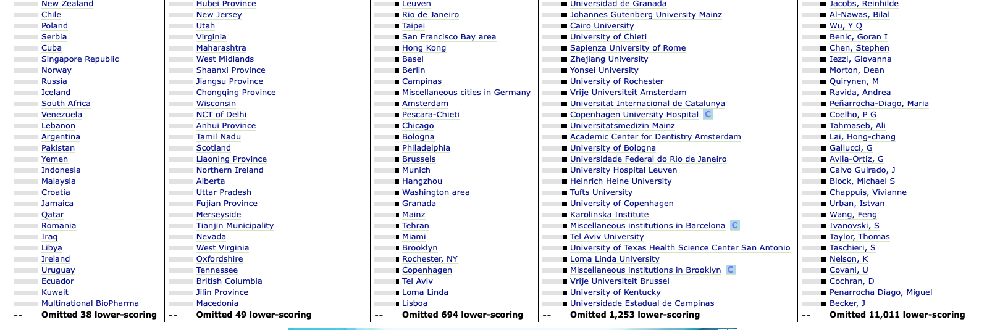 New Zealand
Chile
Poland
Serbia
Cuba
Singapore Republic
Norway
Russia
Iceland
South Africa
Venezuela
Lebanon
Argentina
Pakistan
Yemen
Indonesia
Malaysia
Croatia
Jamaica
Qatar
Romania
Iraq
Libya
Ireland
Uruguay
Ecuador
Kuwait
Multinational BioPharma
-- Omitted 38 lower-scoring
Hubei Province
New Jersey
Utah
Virginia
Maharashtra
West Midlands
Shaanxi Province
Jiangsu Province
Chongqing Province
Wisconsin
NCT of Delhi
Anhui Province
Tamil Nadu
Scotland
Liaoning Province
Northern Ireland
Alberta
Uttar Pradesh
Fujian Province
Merseyside
Tianjin Municipality
Nevada
West Virginia
Oxfordshire
Tennessee
British Columbia
Jilin Province
Macedonia
-- Omitted 49 lower-scoring
Leuven
Rio de Janeiro
Taipei
San Francisco Bay area
Hong Kong
Basel
Berlin
Campinas
Miscellaneous cities in Germany
Amsterdam
Pescara-Chieti
Chicago
Bologna
Philadelphia
Brussels
Munich
Hangzhou
Washington area
Granada
Mainz
Tehran
Miami
Brooklyn
Rochester, NY
Copenhagen
Tel Aviv
Loma Linda
Lisboa
-- Omitted 694 lower-scoring
Universidad de Granada
Johannes Gutenberg University Mainz
Cairo University
University of Chieti
Sapienza University of Rome
Zhejiang University
Yonsei University
University of Rochester
Vrije Universiteit Amsterdam
Universitat Internacional de Catalunya
Copenhagen University Hospital C
Universitatsmedizin Mainz
Academic Center for Dentistry Amsterdam
University of Bologna
Universidade Federal do Rio de Janeiro
University Hospital Leuven
Heinrich Heine University
Tufts University
University of Copenhagen
Karolinska Institute
Miscellaneous institutions in Barcelona C
Tel Aviv University
University of Texas Health Science Center San Antonio
Loma Linda University
Miscellaneous institutions in Brooklyn C
Vrije Universiteit Brussel
University of Kentucky
Universidade Estadual de Campinas
-- Omitted 1,253 lower-scoring
Jacobs, Reinhilde
Al-Nawas, Bilal
Wu, Y Q
Benic, Goran I
Chen, Stephen
Iezzi, Giovanna
Morton, Dean
Quirynen, M
Ravida, Andrea
Peñarrocha-Diago, Maria
Coelho, P G
Tahmaseb, Ali
Lai, Hong-chang
Gallucci, G
Avila-Ortiz, G
Calvo Guirado, J
Block, Michael S
Chappuis, Vivianne
Urban, Istvan
Wang, Feng
Ivanovski, S
Taylor, Thomas
Taschieri, S
Nelson, K
Covani, U
Cochran, D
Penarrocha Diago, Miguel
Becker, J
-- Omitted 11,011 lower-scoring